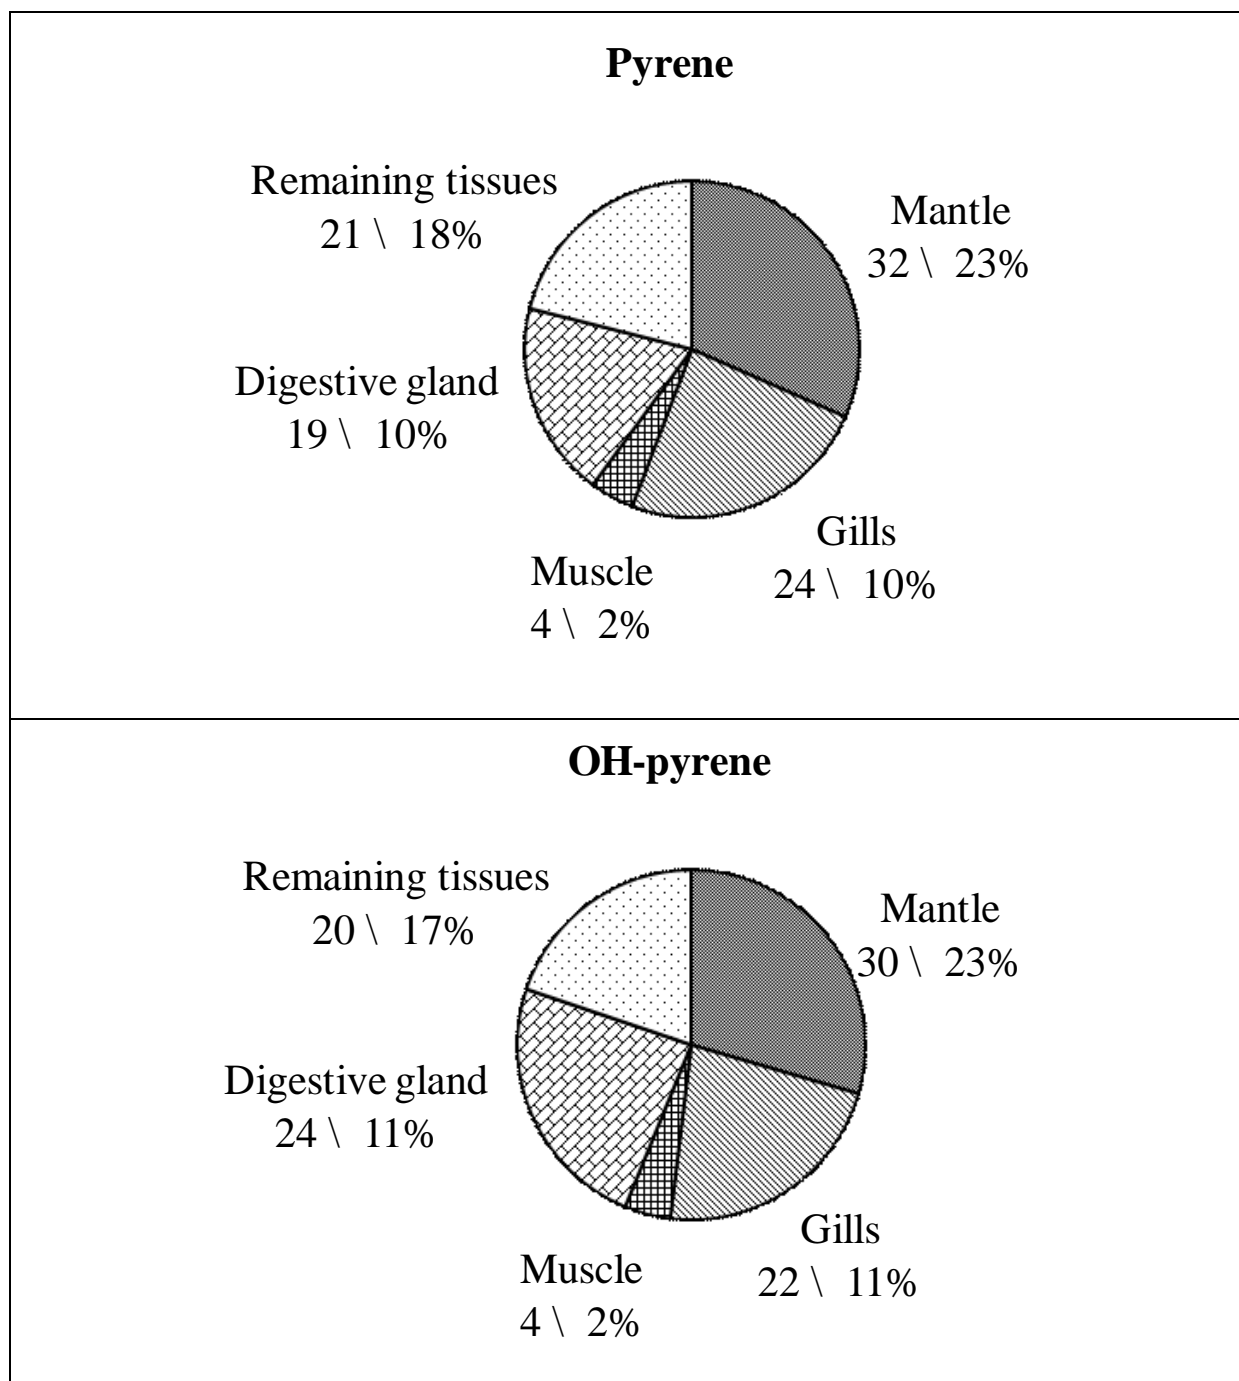 Pyrene
Remaining tissues
21 \ 18%
Mantle
32 \ 23%
Digestive gland
19 \ 10%
Gills
24 \ 10%
Muscle
4 \ 2%
OH-pyrene
Remaining tissues
20 \ 17%
Mantle
30 \ 23%
Digestive gland
24 \ 11%
Gills
22 \ 11%
Muscle
4 \ 2%